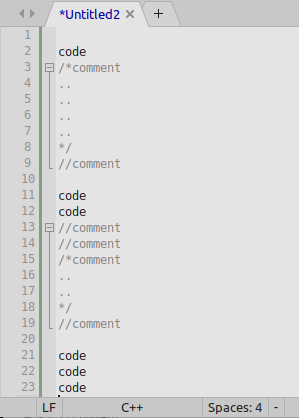 *Untitled2
1
2 code
3 /*comment
4 ..
5 ..
6 ..
7 ..
8 */
9 //comment
10
11 code
12 code
13 //comment
14 //comment
15 /*comment
16 ..
17 ..
18 */
19 //comment
20
21 code
22 code
23 code
LF C++ Spaces: 4 -